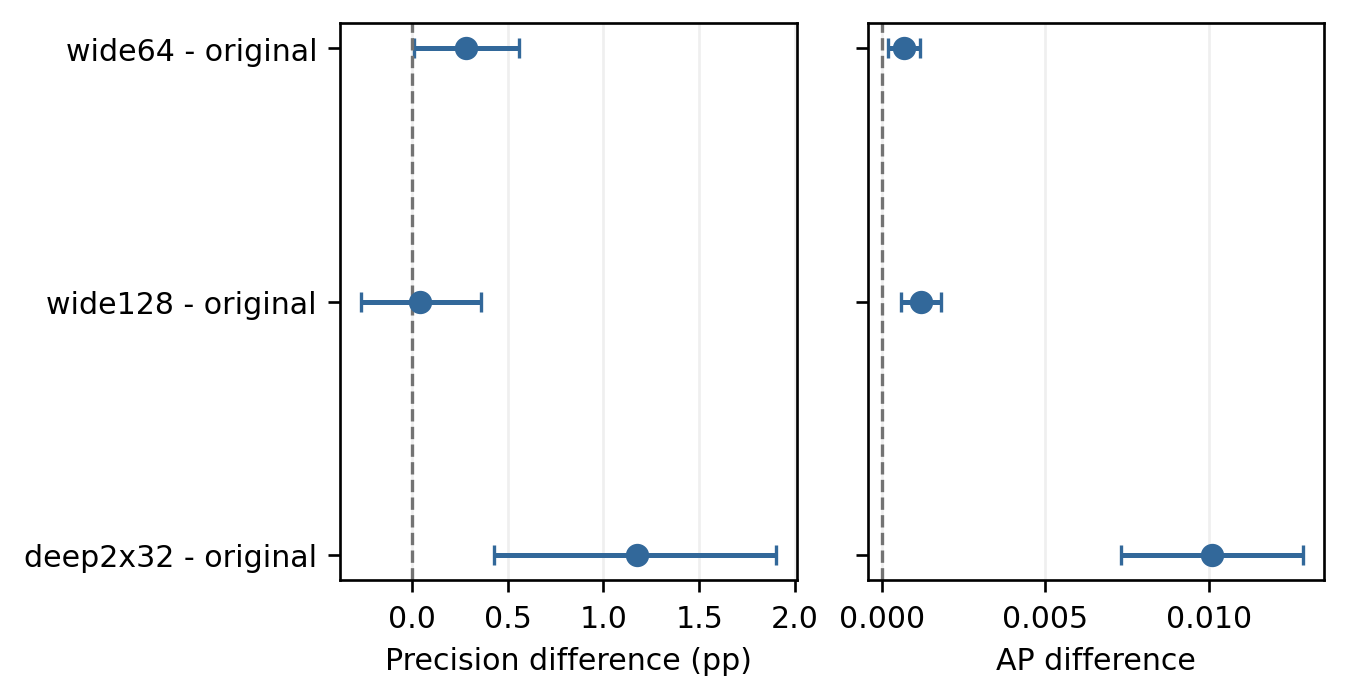 wide64 - original
wide128 - original
deep2x32 - original
0.0 0.5 1.0 1.5 2.0
Precision difference (pp)
0.000 0.005 0.010
AP difference